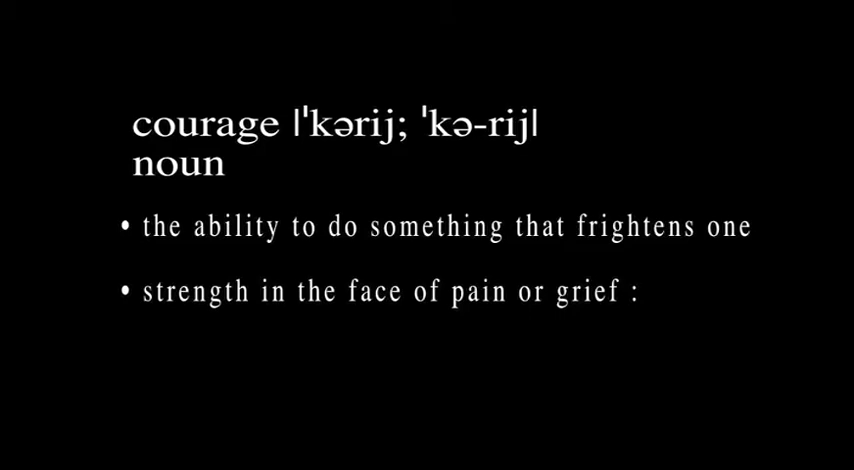 courage |ˈkərij; ˈkə-rij|
noun
• the ability to do something that frightens one
• strength in the face of pain or grief :